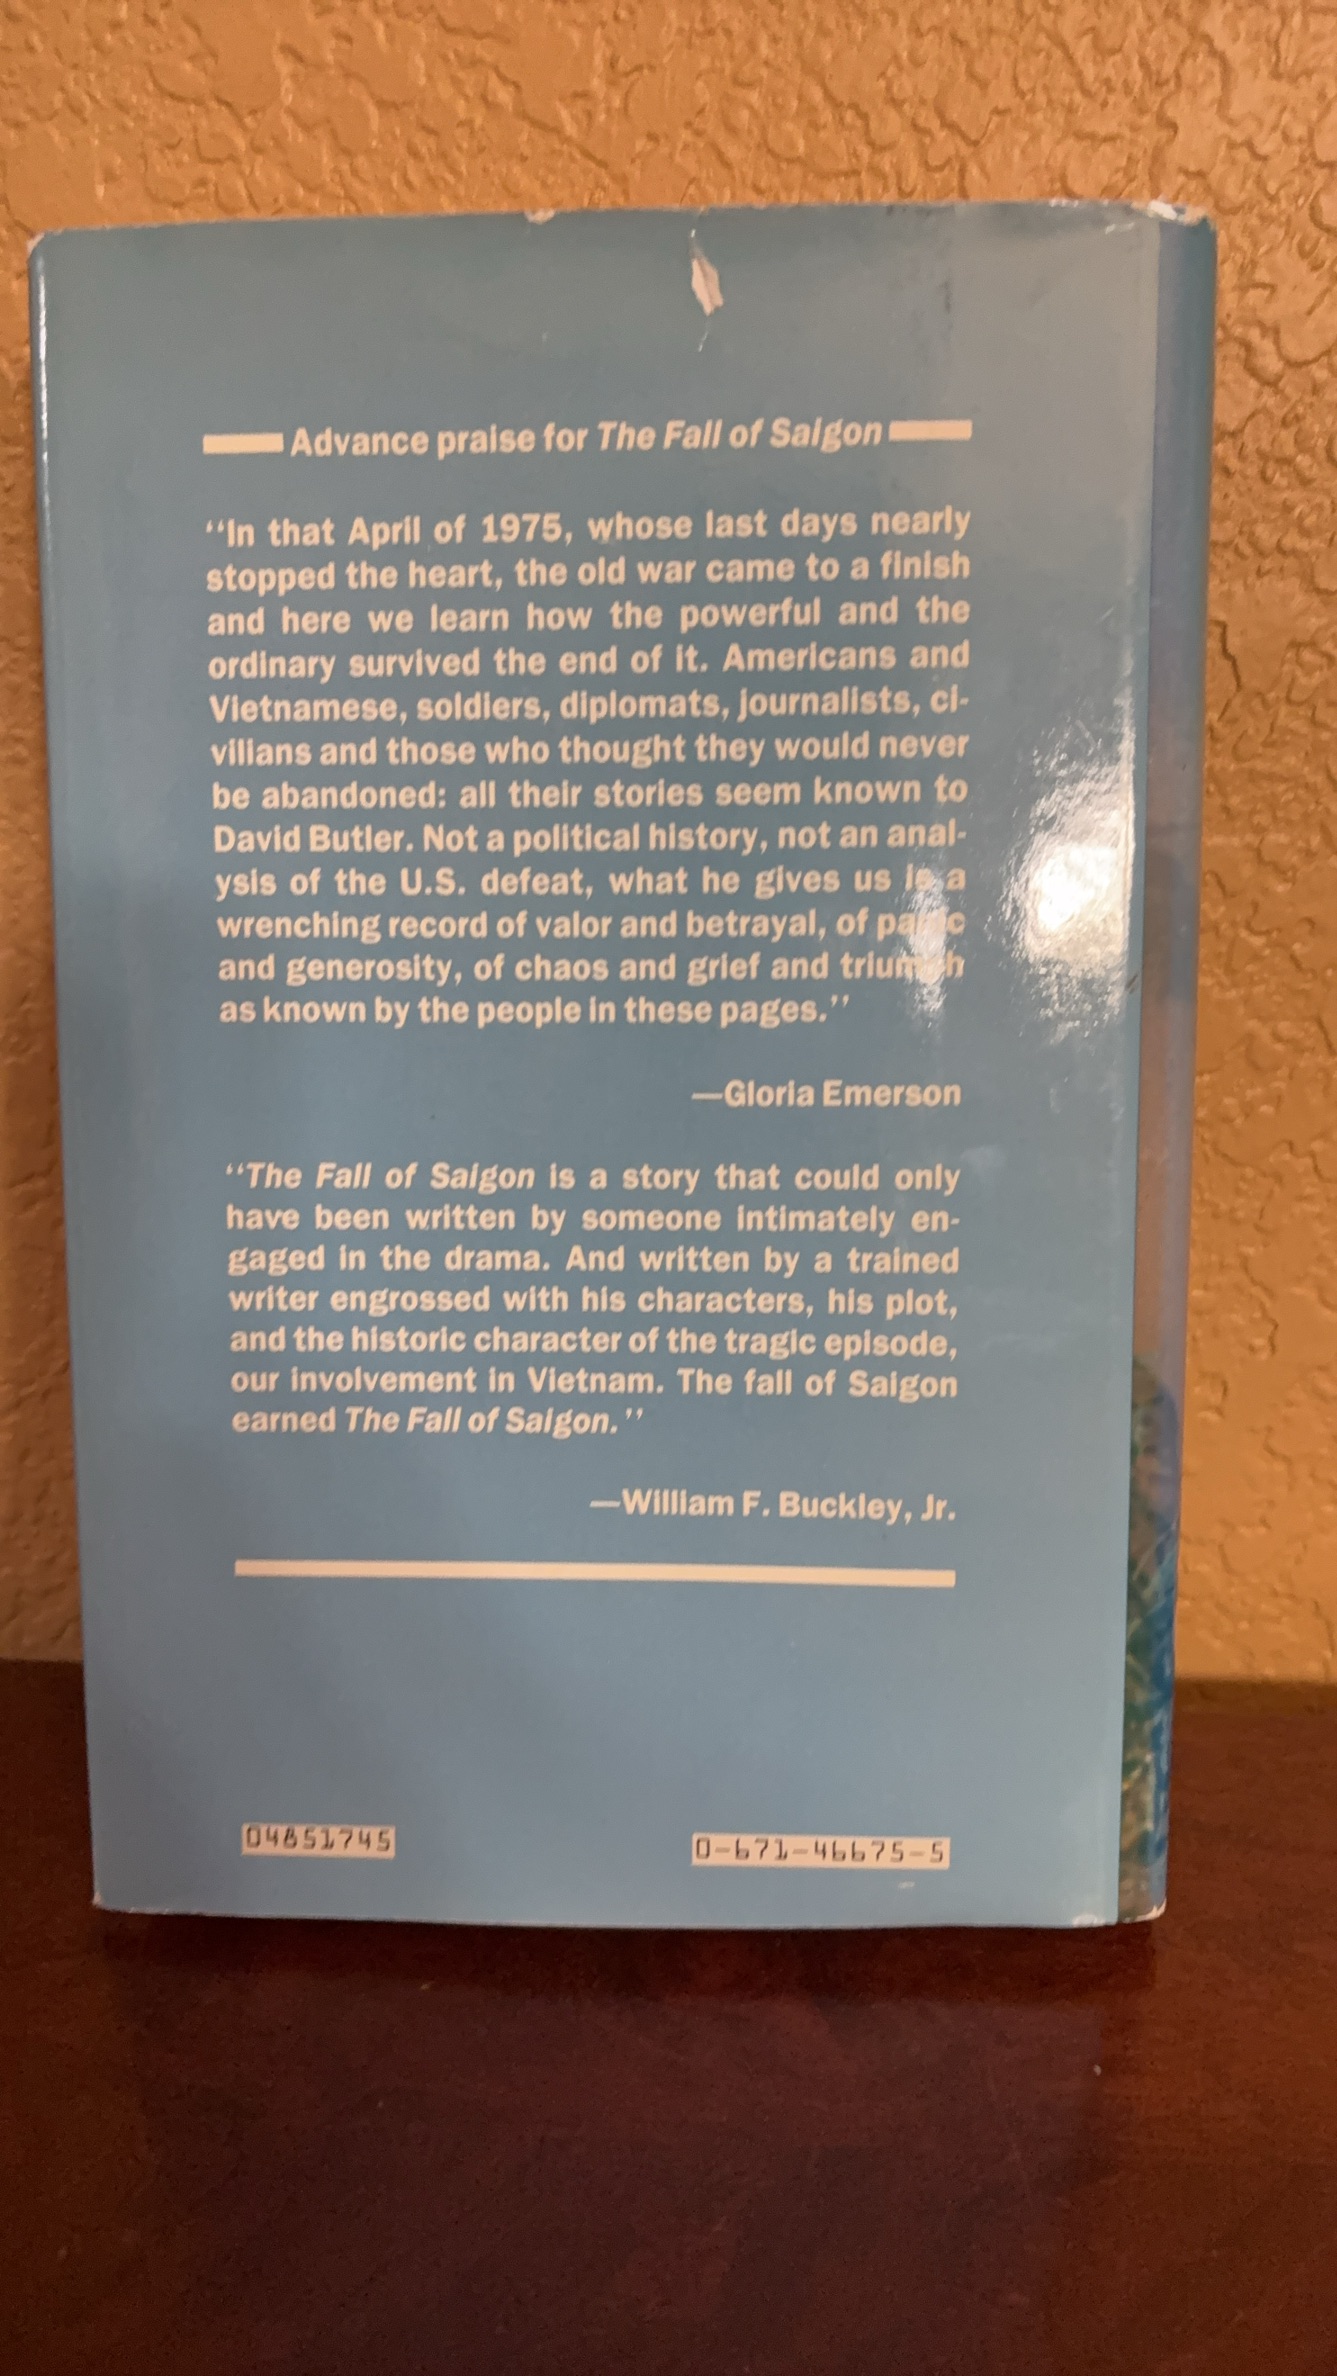 Advance praise for The Fall of Saigon
“In that April of 1975, whose last days nearly
stopped the heart, the old war came to a finish
and here we learn how the powerful and the
ordinary survived the end of it. Americans and
Vietnamese, soldiers, diplomats, journalists, ci-
vilians and those who thought they would never
be abandoned: all their stories seem known to
David Butler. Not a political history, not an anal-
ysis of the U.S. defeat, what he gives us is a
wrenching record of valor and betrayal, of panic
and generosity, of chaos and grief and triumph
as known by the people in these pages.”
—Gloria Emerson
“The Fall of Saigon is a story that could only
have been written by someone intimately en-
gaged in the drama. And written by a trained
writer engrossed with his characters, his plot,
and the historic character of the tragic episode,
our involvement in Vietnam. The fall of Saigon
earned The Fall of Saigon.”
—William F. Buckley, Jr.
04851745
0-671-46675-5